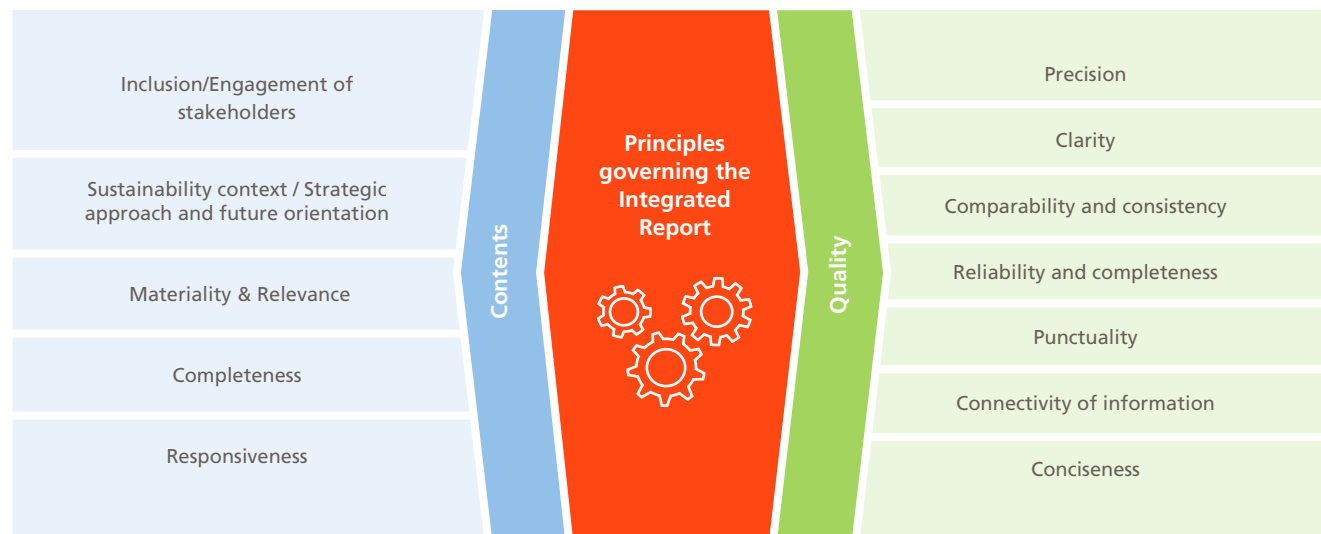 Inclusion/Engagement of
stakeholders
Sustainability context / Strategic
approach and future orientation
Materiality & Relevance
Completeness
Responsiveness
Contents
Principles
governing the
Integrated
Report
Quality
Precision
Clarity
Comparability and consistency
Reliability and completeness
Punctuality
Connectivity of information
Conciseness